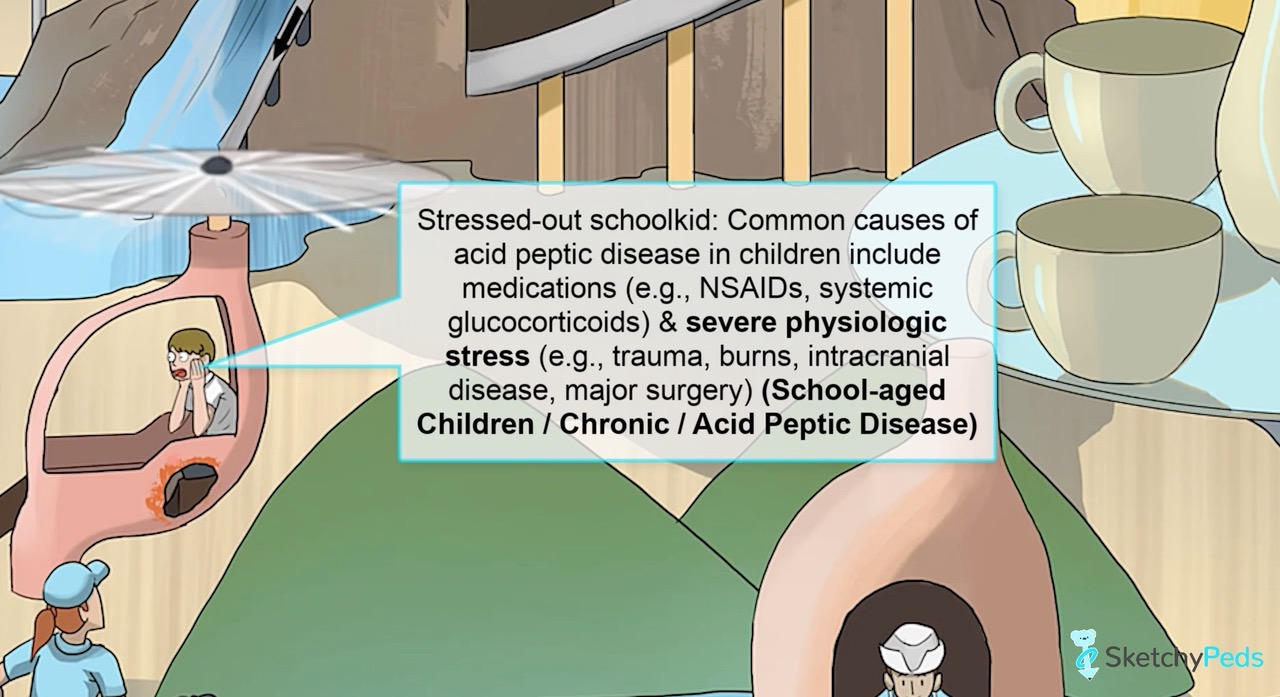 Stressed-out schoolkid: Common causes of
acid peptic disease in children include
medications (e.g., NSAIDs, systemic
glucocorticoids) & severe physiologic
stress (e.g., trauma, burns, intracranial
disease, major surgery) (School-aged
Children / Chronic / Acid Peptic Disease)
SketchyPeds